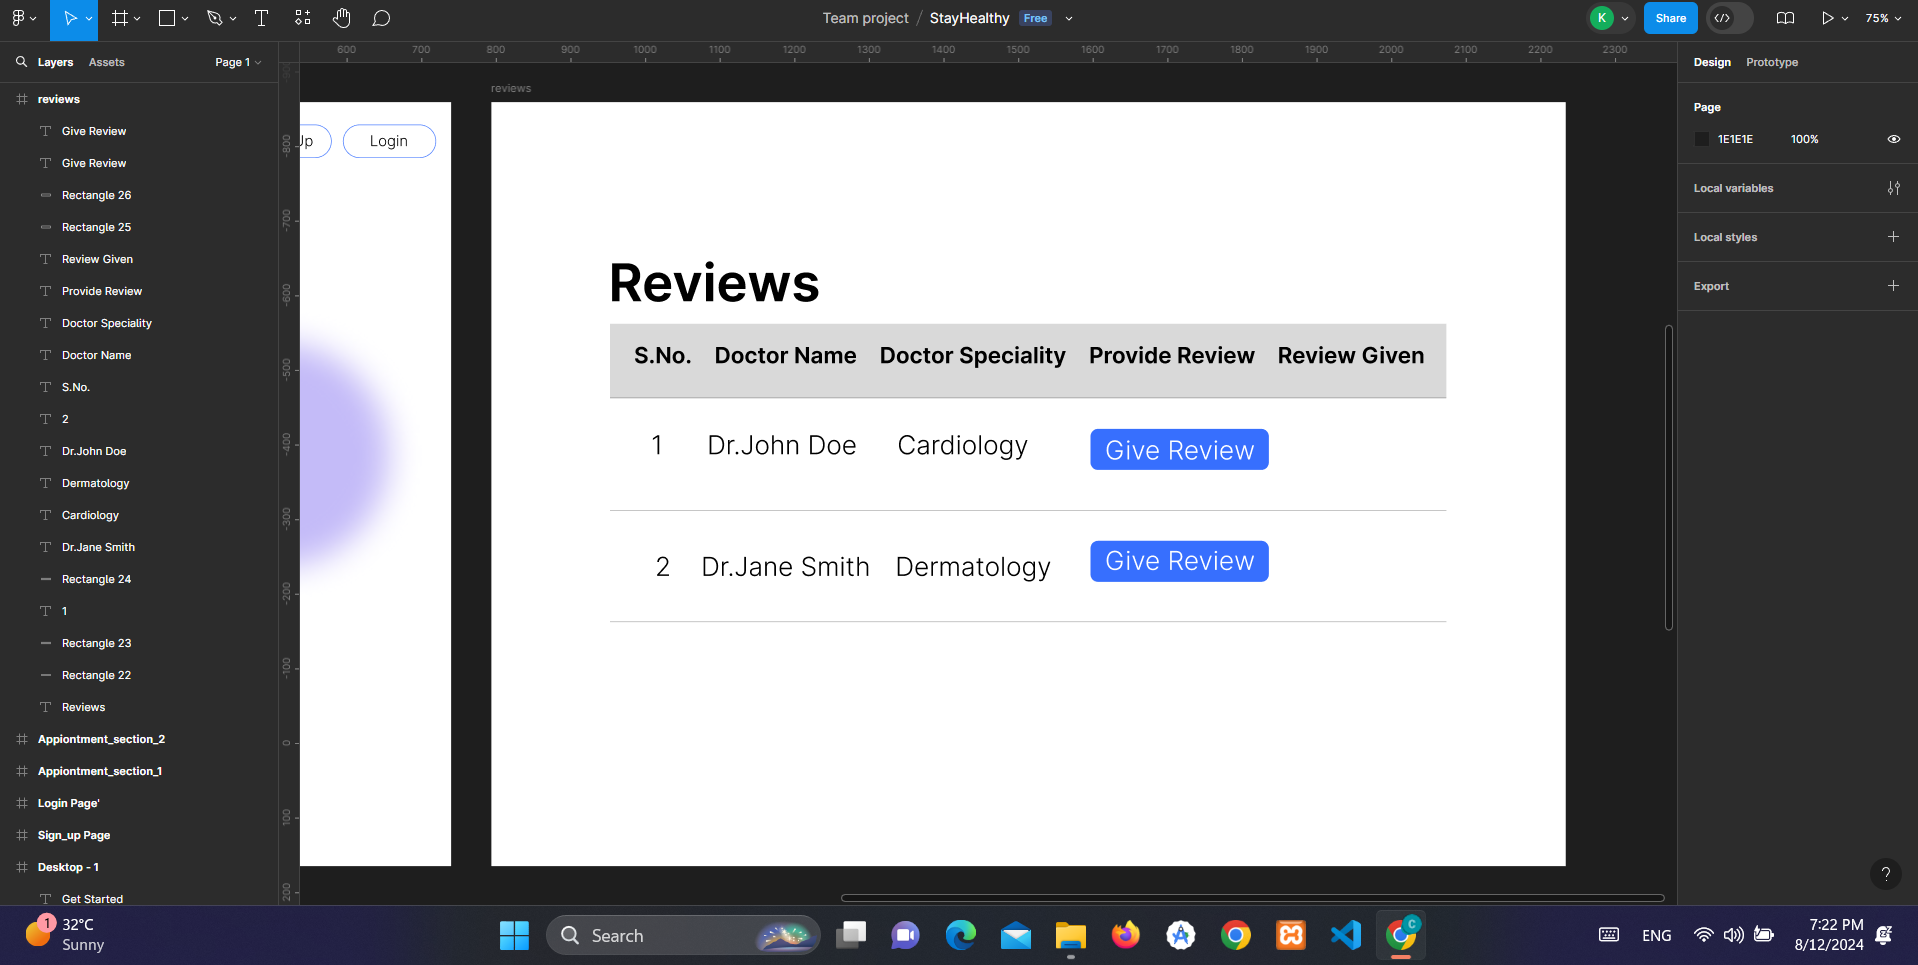 Team project / StayHealthy Free
K Share 75%
Layers Assets Page 1
600 700 800 900 1000 1100 1200 1300 1400 1500 1600 1700 1800 1900 2000 2100 2200 2300
Design Prototype
reviews
Give Review
Give Review
Rectangle 26
Rectangle 25
Review Given
Provide Review
Doctor Speciality
Doctor Name
S.No.
2
Dr.John Doe
Dermatology
Cardiology
Dr.Jane Smith
Rectangle 24
1
Rectangle 23
Rectangle 22
Reviews
Appiontment_section_2
Appiontment_section_1
Login Page'
Sign_up Page
Desktop - 1
Get Started
-800
-700
-600
-500
-400
-300
-200
-100
0
100
200
Up Login
reviews
Reviews
S.No. Doctor Name Doctor Speciality Provide Review Review Given
1 Dr.John Doe Cardiology Give Review
2 Dr.Jane Smith Dermatology Give Review
Page
1E1E1E 100%
Local variables
Local styles
Export
?
1 32°C
Sunny
Search
C
ENG
7:22 PM
8/12/2024